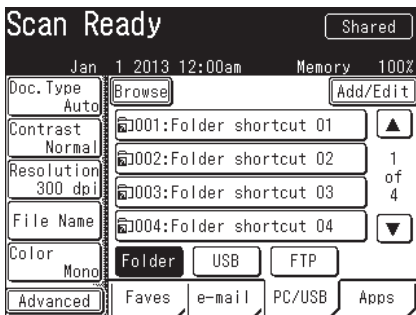 Scan Ready
Shared
Jan 1 2013 12:00am Memory 100%
Doc.Type
Auto
Browse
Add/Edit
001:Folder shortcut 01
Contrast
Normal
002:Folder shortcut 02
1
of
4
Resolution
300 dpi
003:Folder shortcut 03
File Name
004:Folder shortcut 04
Color
Mono
Folder
USB
FTP
Advanced
Faves
e-mail
PC/USB
Apps